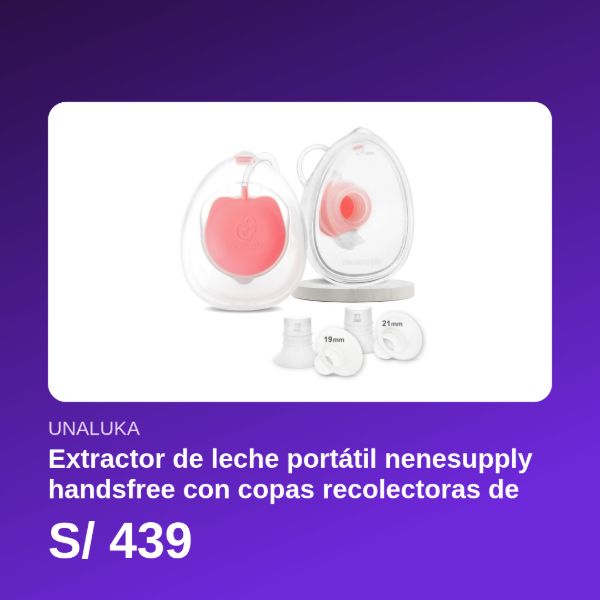 19mm
21mm
UNALUKA
Extractor de leche portátil nenesupply
handsfree con copas recolectoras de
S/ 439